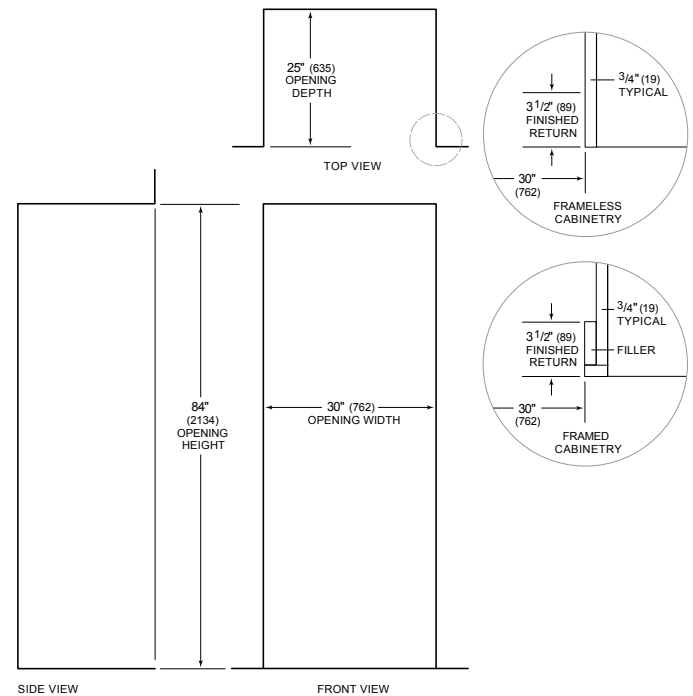 25" (635)
OPENING
DEPTH
TOP VIEW
3/4" (19)
TYPICAL
3 1/2" (89)
FINISHED
RETURN
30"
(762)
FRAMELESS
CABINETRY
3/4" (19)
TYPICAL
3 1/2" (89)
FINISHED
RETURN
FILLER
30"
(762)
FRAMED
CABINETRY
84"
(2134)
OPENING
HEIGHT
30" (762)
OPENING WIDTH
SIDE VIEW
FRONT VIEW